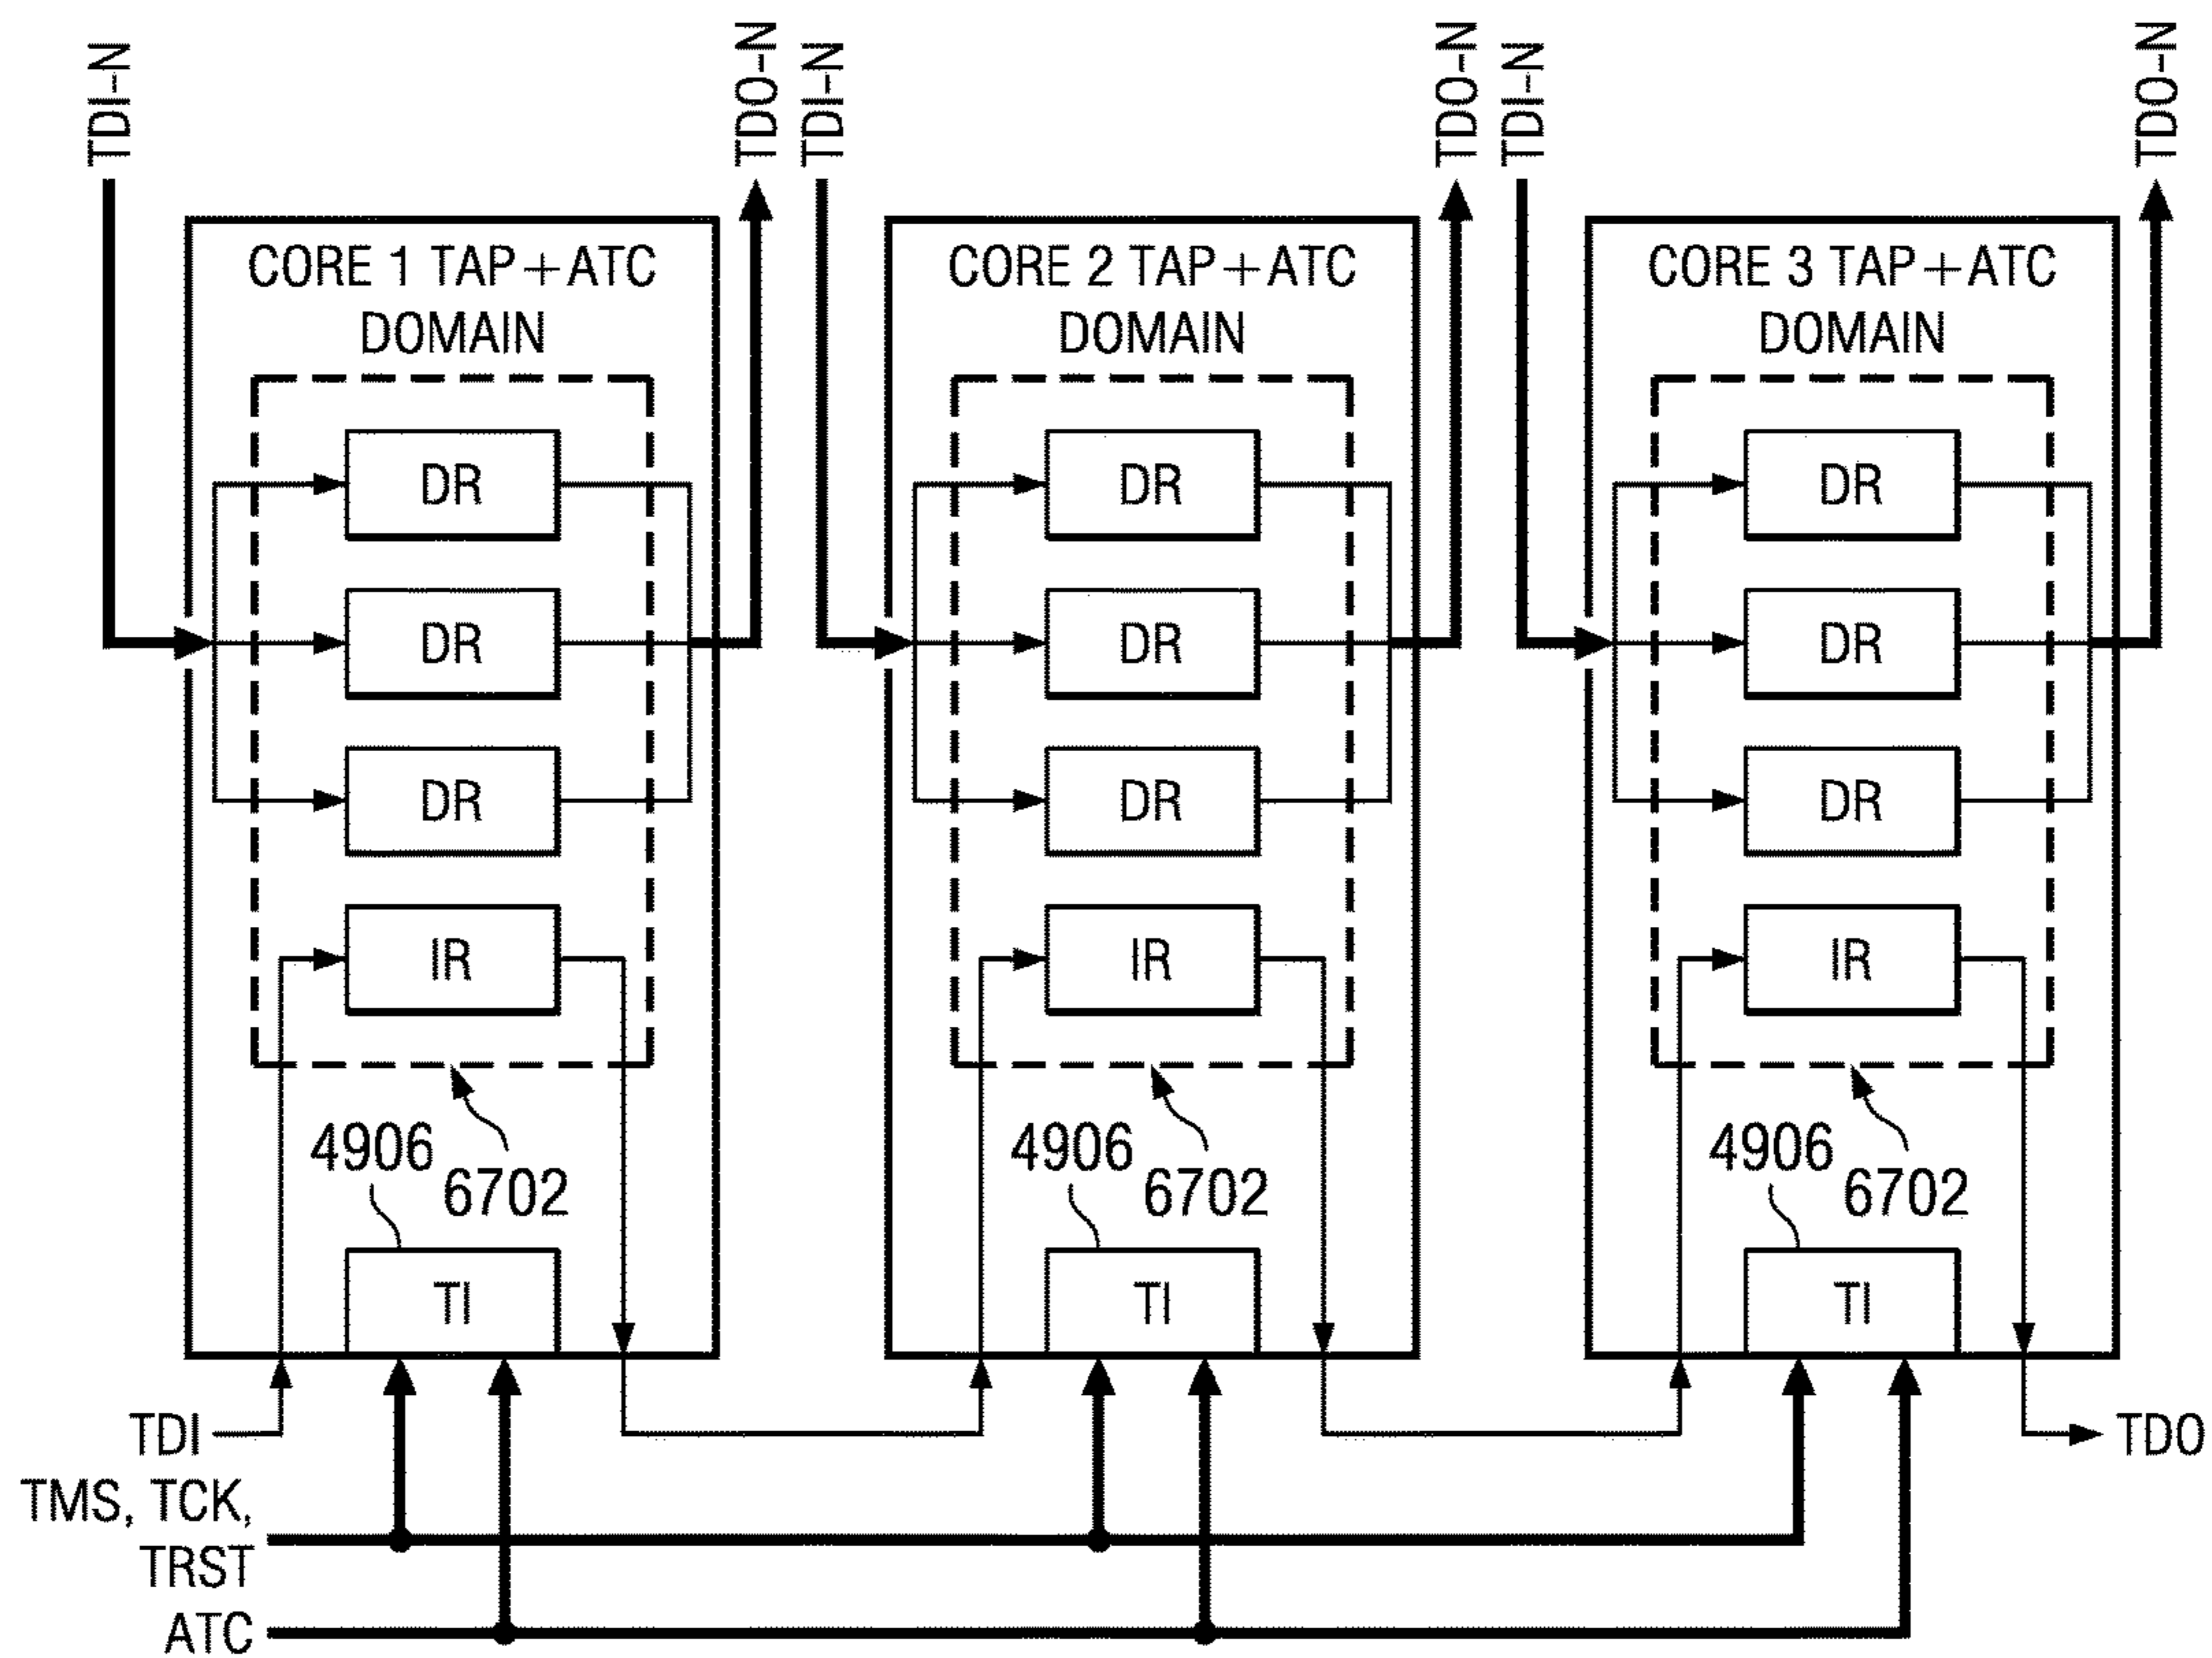 TDI-N
TDO-N
TDI-N
TDO-N
TDI-N
TDO-N
CORE 1 TAP+ATC
DOMAIN
DR
DR
DR
IR
4906
6702
TI
CORE 2 TAP+ATC
DOMAIN
DR
DR
DR
IR
4906
6702
TI
CORE 3 TAP+ATC
DOMAIN
DR
DR
DR
IR
4906
6702
TI
TDI
TDO
TMS, TCK,
TRST
ATC